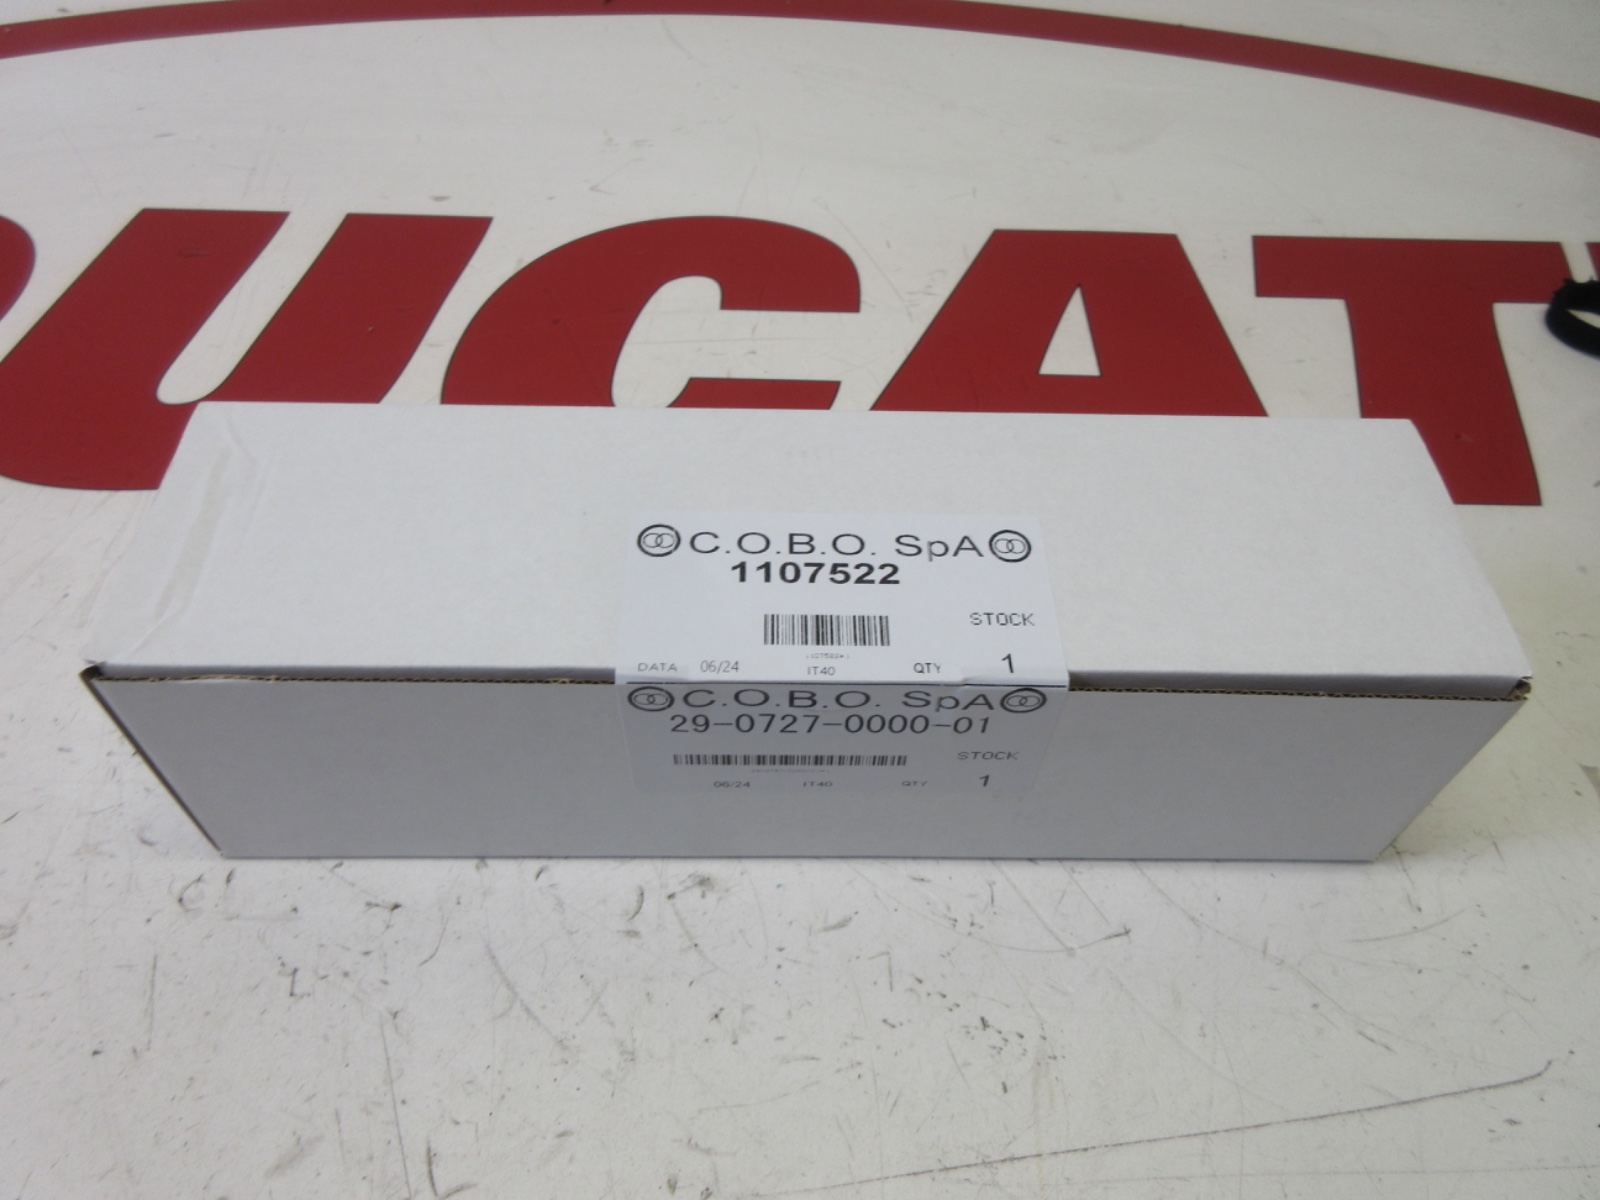 DUCATI
C.O.B.O. SpA
1107522
STOCK
DATA 06/24 IT40 QTY 1
C.O.B.O. SpA
29-0727-0000-01
STOCK
06/24 IT40 QTY 1